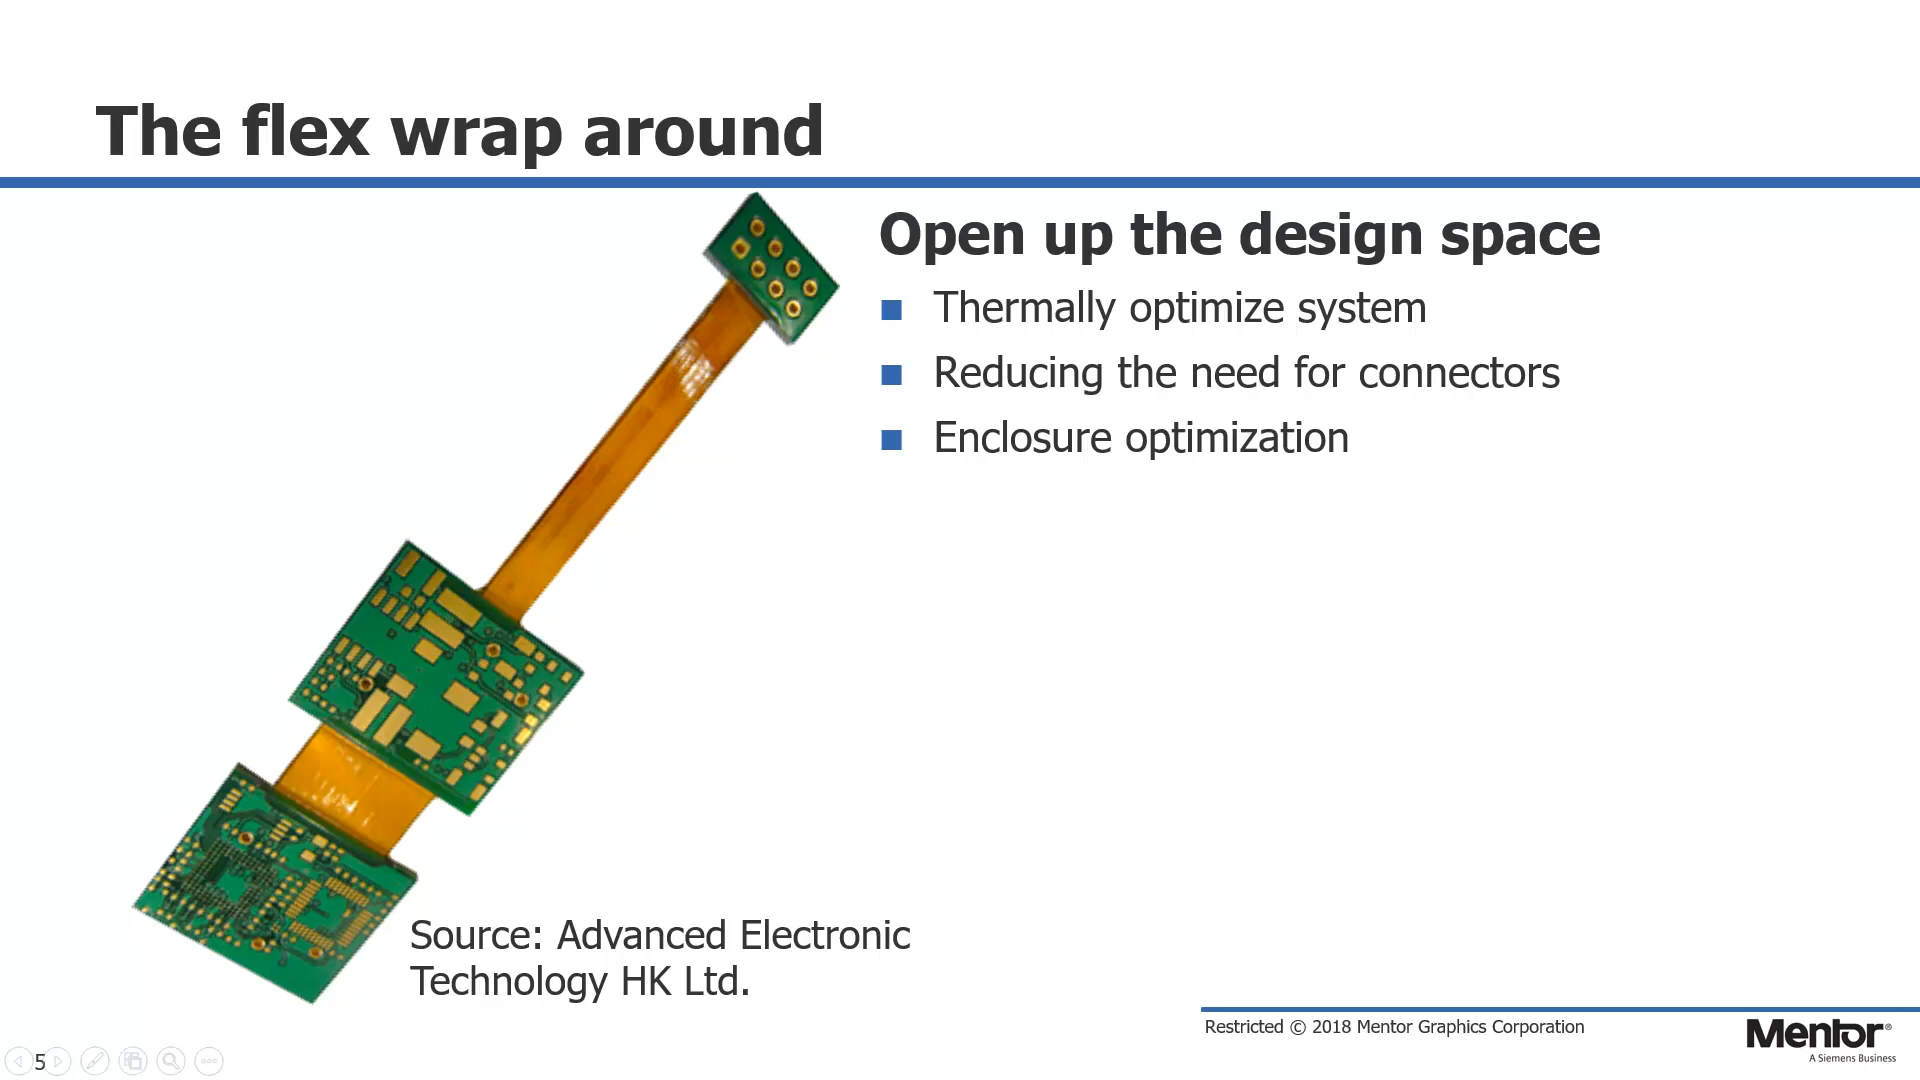 The flex wrap around
Open up the design space
Thermally optimize system
Reducing the need for connectors
Enclosure optimization
Source: Advanced Electronic
Technology HK Ltd.
Restricted © 2018 Mentor Graphics Corporation
Mentor®
A Siemens Business
5